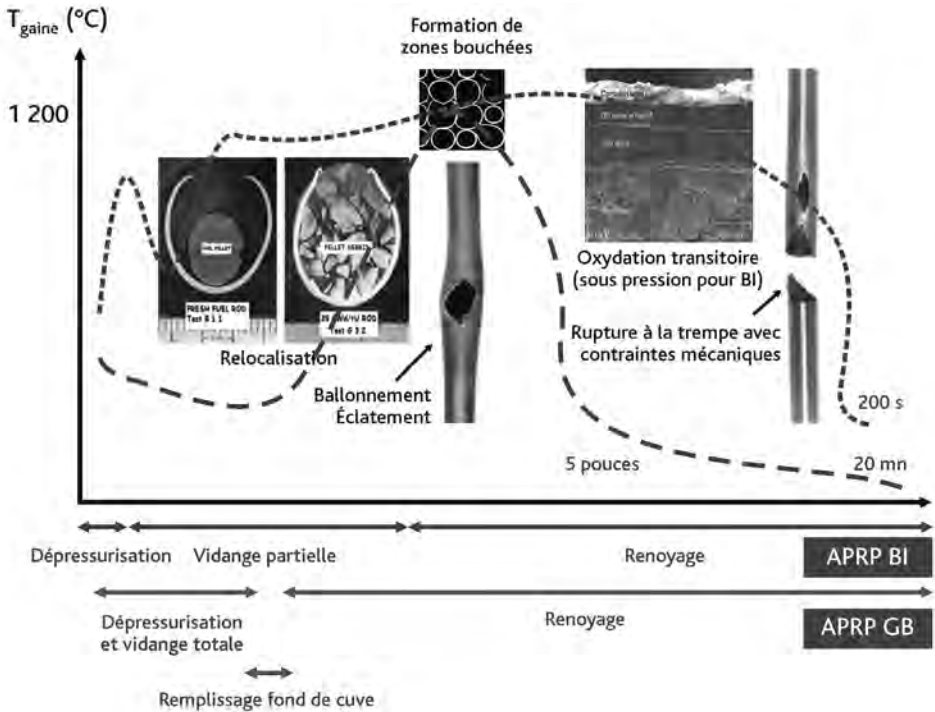 Tgaine (°C)
1 200
Formation de
zones bouchées
FRESH FUEL ROD
Relocalisation
Ballonnement
Éclatement
Oxydation transitoire
(sous pression pour BI)
Rupture à la trempe avec
contraintes mécaniques
200 s
5 pouces
20 mn
Dépressurisation
Vidange partielle
Renoyage
APRP BI
Dépressurisation
et vidange totale
Renoyage
APRP GB
Remplissage fond de cuve